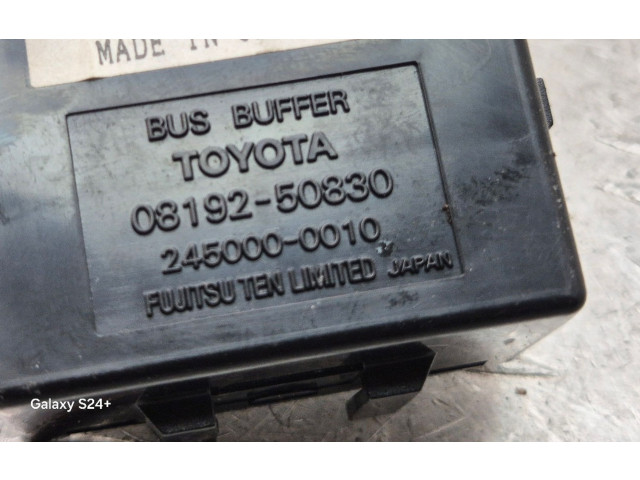 MADE IN
BUS BUFFER
TOYOTA
08192-50830
245000-0010
FUJITSU TEN LIMITED JAPAN
Galaxy S24+